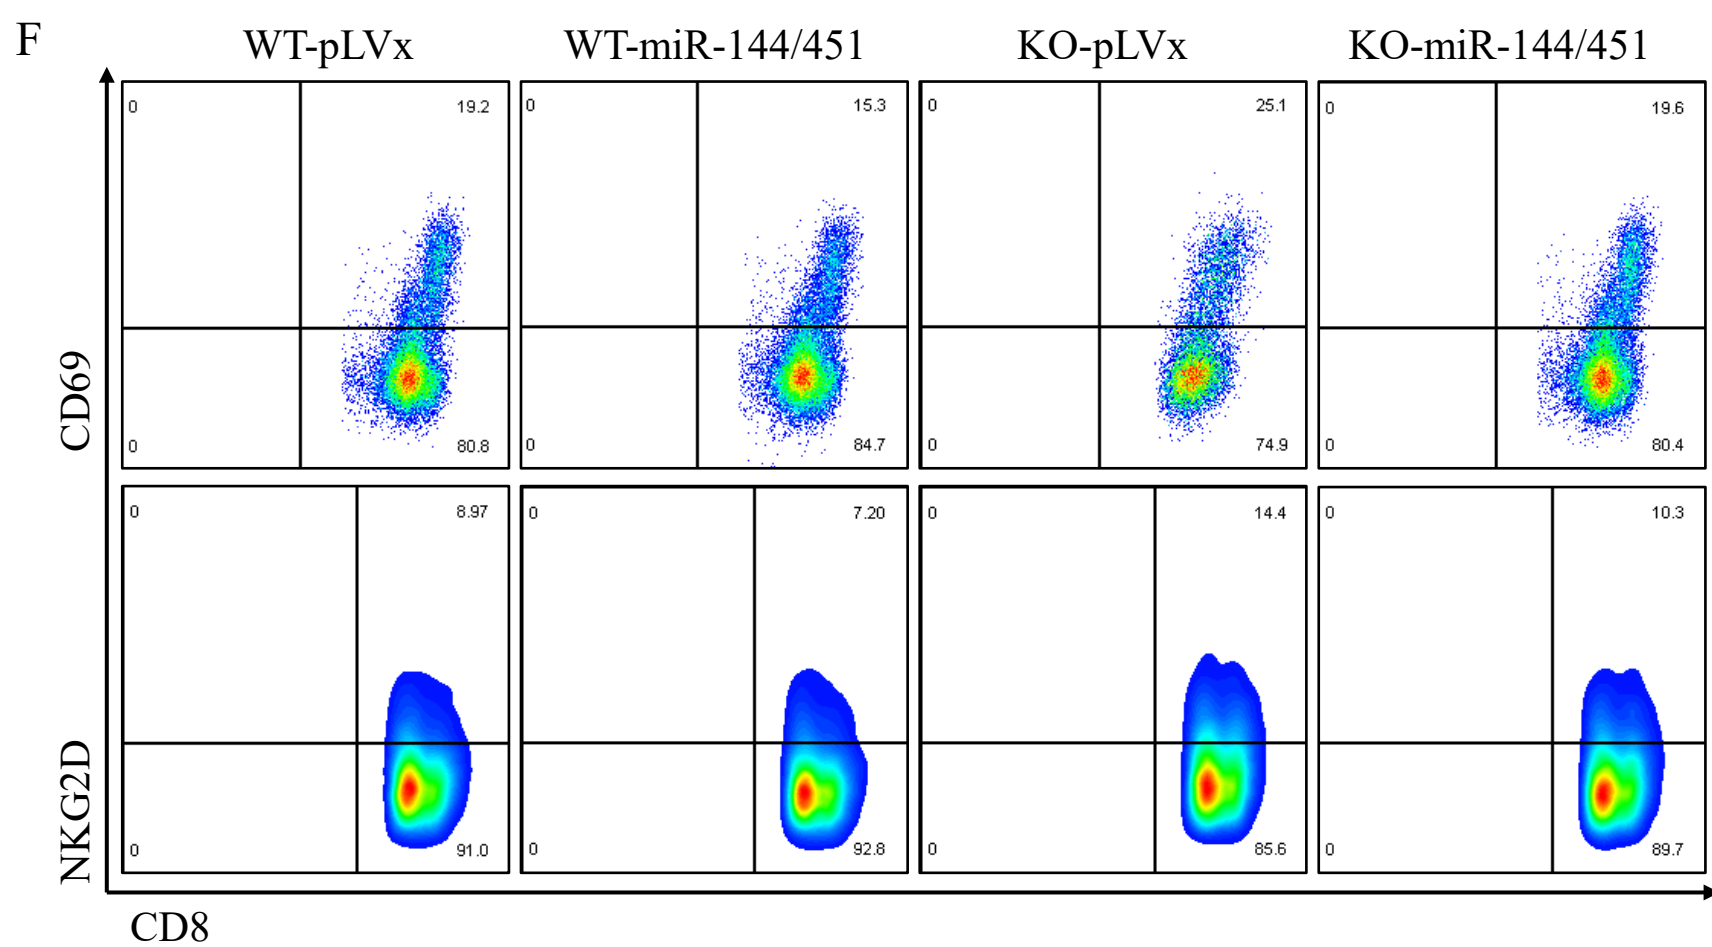 F
WT-pLVx WT-miR-144/451 KO-pLVx KO-miR-144/451
0 19.2 0 15.3 0 25.1 0 19.6
CD69
0 80.8 0 84.7 0 74.9 0 80.4
0 8.97 0 7.20 0 14.4 0 10.3
NKG2D
0 91.0 0 92.8 0 85.6 0 89.7
CD8